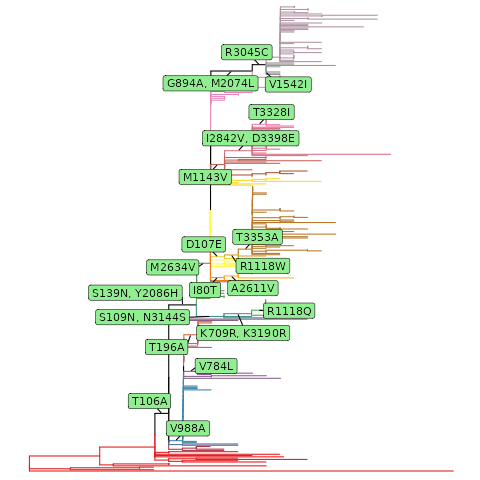 R3045C
G894A, M2074L
V1542I
T3328I
I2842V, D3398E
M1143V
T3353A
D107E
R1118W
M2634V
I80T
A2611V
S139N, Y2086H
R1118Q
S109N, N3144S
K709R, K3190R
T196A
V784L
T106A
V988A